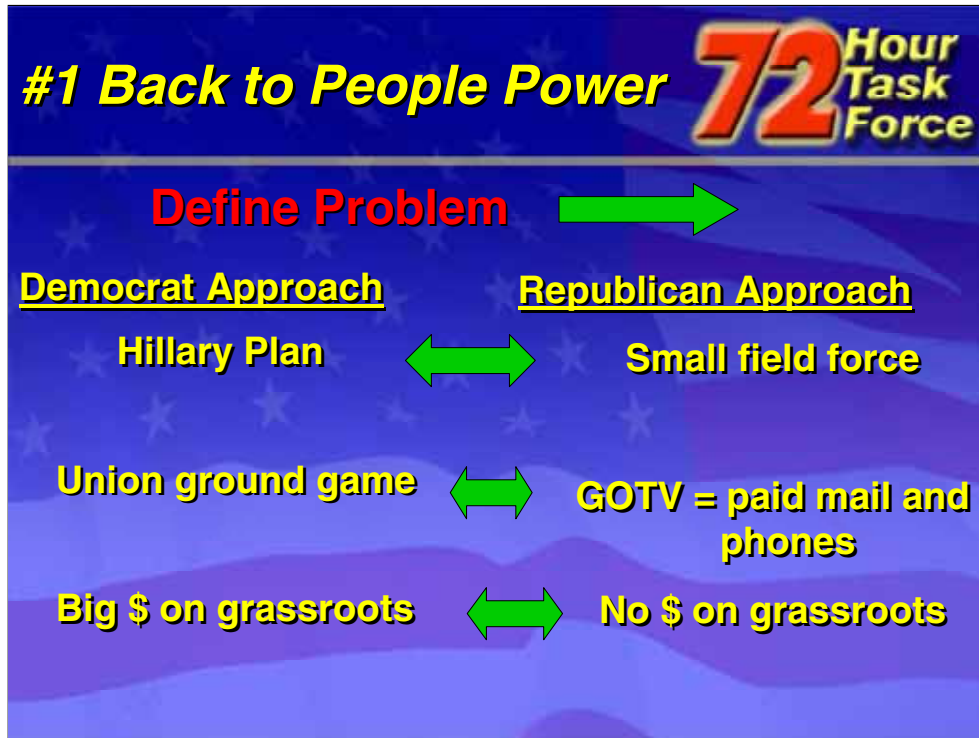 #1 Back to People Power
72 Hour
Task
Force
Define Problem
Democrat Approach
Republican Approach
Hillary Plan
Small field force
Union ground game
GOTV = paid mail and
phones
Big $ on grassroots
No $ on grassroots